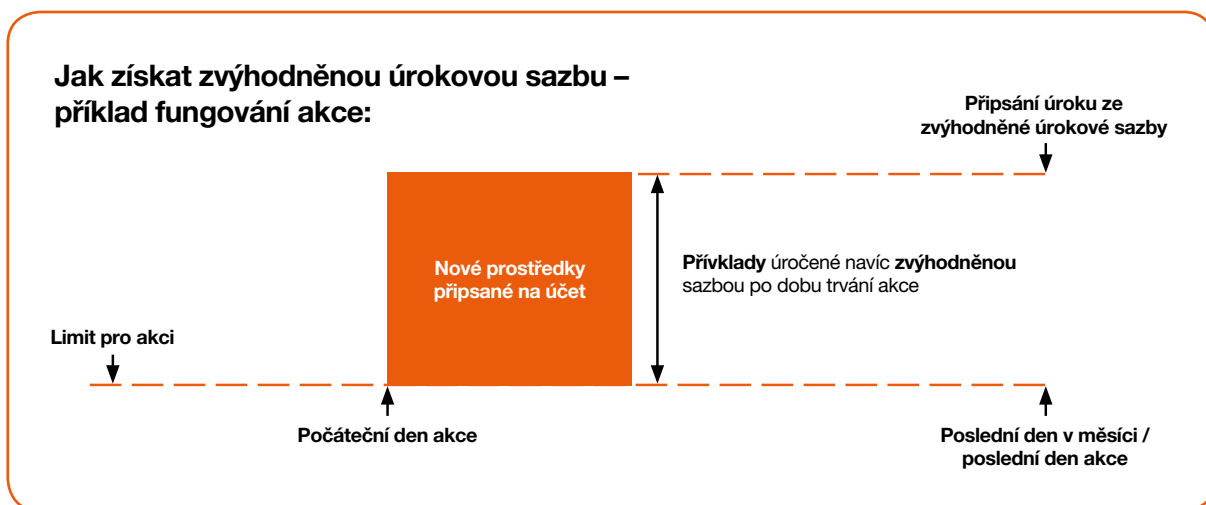 Jak získat zvýhodněnou úrokovou sazbu –
příklad fungování akce:
Připsání úroku ze
zvýhodněné úrokové sazby
Nové prostředky
připsané na účet
Přívklady úročené navíc zvýhodněnou
sazbou po dobu trvání akce
Limit pro akci
Počáteční den akce
Poslední den v měsíci /
poslední den akce